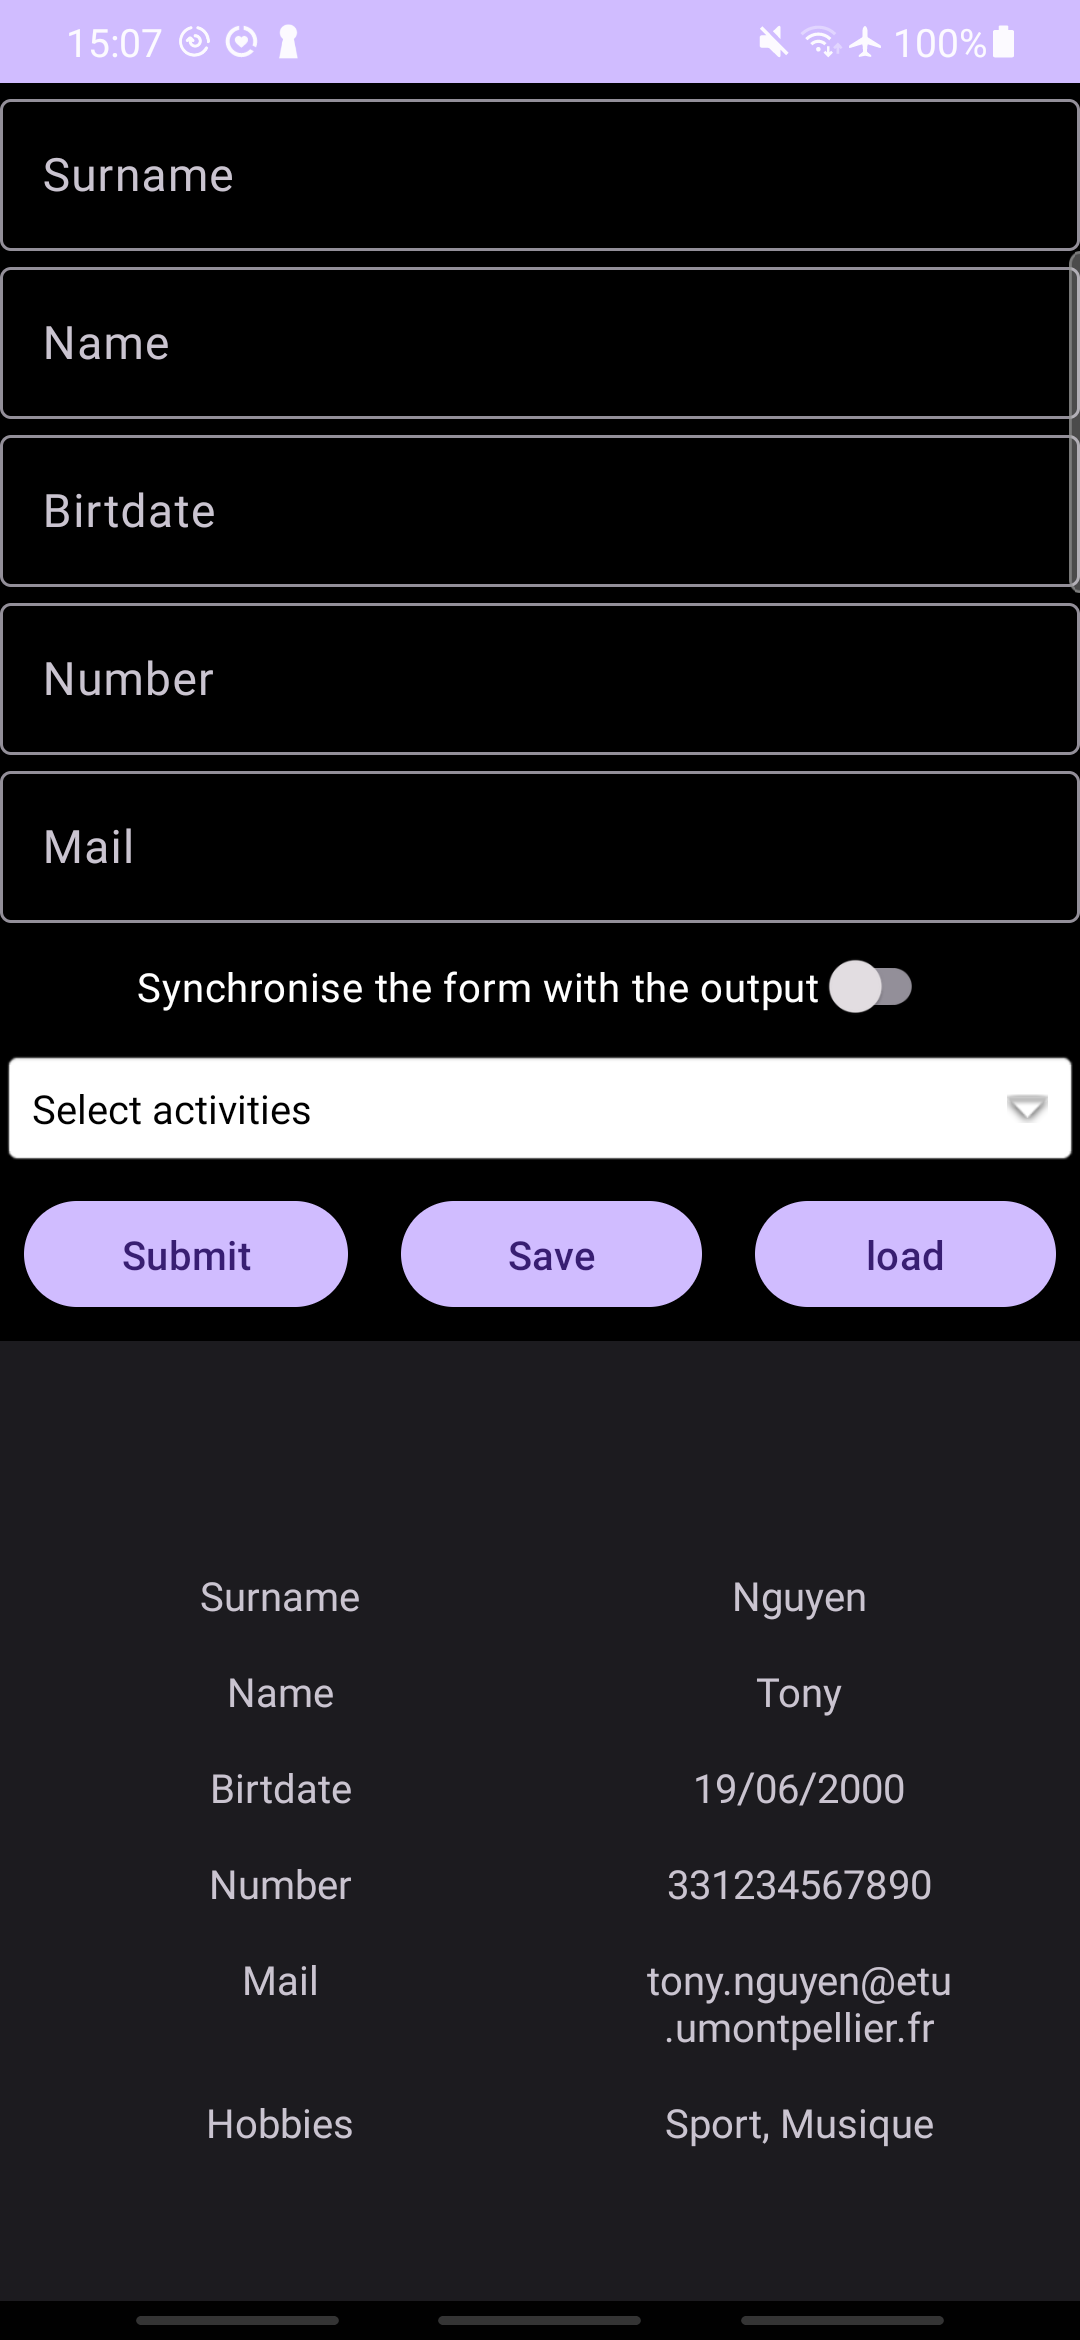 15:07 100%
Surname
Name
Birtdate
Number
Mail
Synchronise the form with the output
Select activities
Submit Save load
Surname Nguyen
Name Tony
Birtdate 19/06/2000
Number 331234567890
Mail tony.nguyen@etu
.umontpellier.fr
Hobbies Sport, Musique